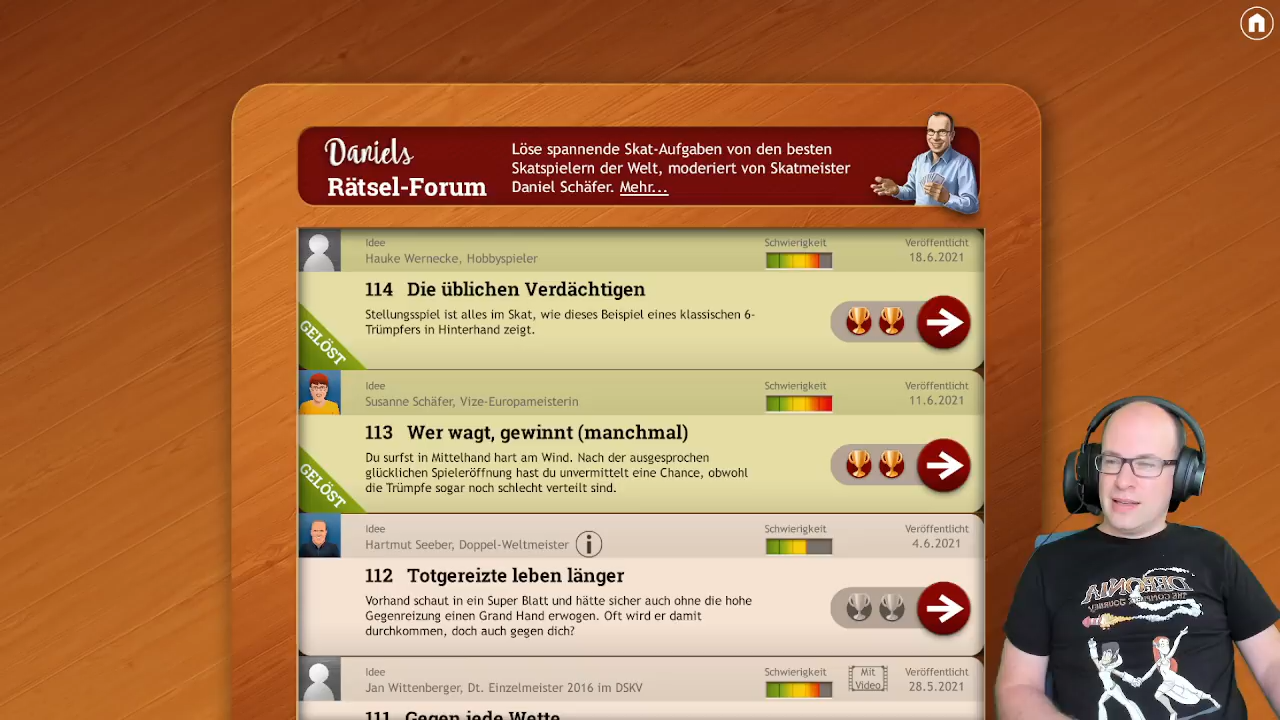 Daniels
Rätsel-Forum
Löse spannende Skat-Aufgaben von den besten
Skatspielern der Welt, moderiert von Skatmeister
Daniel Schäfer. Mehr...
Idee
Hauke Wernecke, Hobbyspieler
Schwierigkeit
Veröffentlicht
18.6.2021
114 Die üblichen Verdächtigen
Stellungsspiel ist alles im Skat, wie dieses Beispiel eines klassischen 6-
Trümpfers in Hinterhand zeigt.
GELÖST
Idee
Susanne Schäfer, Vize-Europameisterin
Schwierigkeit
Veröffentlicht
11.6.2021
113 Wer wagt, gewinnt (manchmal)
Du surfst in Mittelhand hart am Wind. Nach der ausgesprochen
glücklichen Spieleröffnung hast du unvermittelt eine Chance, obwohl
die Trümpfe sogar noch schlecht verteilt sind.
GELÖST
Idee
Hartmut Seeber, Doppel-Weltmeister
Schwierigkeit
Veröffentlicht
4.6.2021
112 Totgereizte leben länger
Vorhand schaut in ein Super Blatt und hätte sicher auch ohne die hohe
Gegenreizung einen Grand Hand erwogen. Oft wird er damit
durchkommen, doch auch gegen dich?
Idee
Jan Wittenberger, Dt. Einzelmeister 2016 im DSKV
Schwierigkeit
Mit
Video
Veröffentlicht
28.5.2021
111 Gegen jede Wette